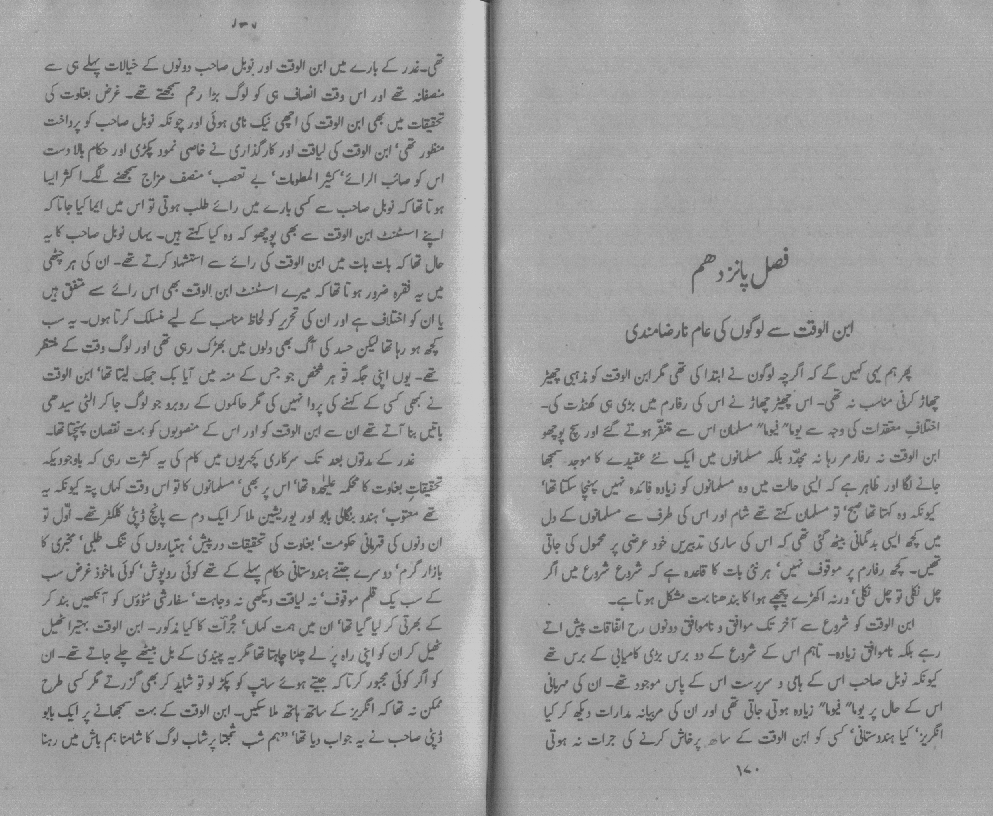 فصل پانزدھم
ابن الوقت سے لوگوں کی عام نارضامندی
پھر ہم یہی کہیں گے کہ اگرچہ لوگوں نے ابتدا کی تھی مگر ابن الوقت کو مذہبی چھیڑ
چھاڑ کرنی مناسب نہ تھی۔ اس چھیڑ چھاڑ نے اس کی رفارم میں بڑی ہی کھنڈت کی۔
اختلاف معتقدات کی وجہ سے یوما" فیوما" مسلمان اس سے متنفر ہوتے گئے اور سچ پوچھو
ابن الوقت نہ رفارمر رہا نہ مجدّد بلکہ مسلمانوں میں ایک نئے عقیدے کا موجد سمجھا
جانے لگا اور ظاہر ہے کہ ایسی حالت میں وہ مسلمانوں کو زیادہ فائدہ نہیں پہنچا سکتا تھا'
کیونکہ وہ کہتا تھا صبح' تو مسلمان کہتے تھے شام اور اس کی طرف سے مسلمانوں کے دل
میں کچھ ایسی بدگمانی بیٹھ گئی تھی کہ اس کی ساری تدبیریں خود غرضی پر محمول کی جاتی
تھیں۔ کچھ رفارم پر موقوف نہیں' ہر نئی بات کا قاعدہ ہے کہ شروع شروع میں اگر
چل نکلی تو چل نکلی' ورنہ اکھڑے پیچھے ہوا کا بندھنا بہت مشکل ہوتا ہے۔
ابن الوقت کو شروع سے آخر تک موافق و ناموافق دونوں رح اتفاقات پیش اتے
رہے بلکہ ناموافق زیادہ۔ تاہم اس کے شروع کے دو برس بڑی کامیابی کے برس تھے
کیونکہ نوبل صاحب اس کے حامی و سرپرست اس کے پاس موجود تھے۔ ان کی مہربانی
اس کے حال پر یوما" فیوما" زیادہ ہوتی جاتی تھی اور ان کی مربیانہ مدارات دیکھ کر کیا
انگریز' کیا ہندوستانی' کسی کو ابن الوقت کے ساتھ پرخاش کرنے کی جرات نہ ہوتی
۱۷۰
تھی۔ غدر کے بارے میں ابن الوقت اور نوبل صاحب دونوں کے خیالات پہلے ہی سے
منصفانہ تھے اور اس وقت انصاف ہی کو لوگ بڑا رحم سمجھتے تھے۔ غرض بغاوت کی
تحقیقات میں بھی ابن الوقت کی اچھی نیک نامی ہوئی اور چونکہ نوبل صاحب کو پرداخت
منظور تھی' ابن الوقت کی لیاقت اور کارگذاری نے خاصی نمود پکڑی اور حکام بالا دست
اس کو صائب الرائے' کثیر المعلومات' بے تعصب' منصف مزاج سمجھنے لگے۔ اکثر ایسا
ہوتا تھا کہ نوبل صاحب سے کسی بارے میں رائے طلب ہوتی تو اس میں ایما کیا جاتا کہ
اپنے اسٹنٹ ابن الوقت سے بھی پوچھو کہ وہ کیا کہتے ہیں۔ یہاں نوبل صاحب کا یہ
حال تھا کہ بات بات میں ابن الوقت کی رائے سے استشہاد کرتے تھے۔ ان کی ہر چٹھی
میں یہ فقرہ ضرور ہوتا تھا کہ میرے اسٹنٹ ابن الوقت بھی اس رائے سے متفق ہیں
یا ان کو اختلاف ہے اور ان کی تحریر کو لحاظ مناسب کے لیے منسلک کرتا ہوں۔ یہ سب
کچھ ہو رہا تھا لیکن حسد کی آگ بھی دلوں میں بھڑک رہی تھی اور لوگ وقت کے منتظر
تھے۔ یوں اپنی جگہ تو ہر شخص جو جس کے منہ میں آیا بک جھک لیتا تھا' ابن الوقت
نے کبھی کسی کے کہنے کی پروا نہیں کی مگر حاکموں کے روبرو جو لوگ جا کر الٹی سیدھی
باتیں بنا آتے تھے ان سے ابن الوقت کو اور اس کے منصوبوں کو بہت نقصان پہنچتا تھا۔
غدر کے مدتوں بعد تک سرکاری کچہریوں میں کام کی یہ کثرت رہی کہ باوجودیکہ
تحقیقات بغاوت کا محکمہ علیٰحدہ تھا' اس پر بھی' مسلمانوں کا تو اس وقت کہاں پتہ کیونکہ یہ
تھے معتوب' ہندو بنگالی بابو اور یوریشین ملا کر ایک دم سے پانچ ڈپٹی کلکٹر تھے۔ اوّل تو
ان دنوں کی قہرمانی حکومت' بغاوت کی تحقیقات درپیش' ہتیاروں کی تنگ طلبی' مخبری کا
بازار گرم' دوسرے جتنے ہندوستانی حکام پہلے کے تھے کوئی روپوش' کوئی ماخوذ غرض سب
کے سب یک قلم موقوف' نہ لیاقت دیکھی نہ وجاہت' سفارشی ٹٹوؤں کو آنکھیں بند کر
کے بھرتی کر لیا گیا تھا' ان میں ہمت کہاں' جُرأت کا کیا مذکور۔ ابن الوقت بہتیرا ٹھیل
ٹھیل کر ان کو اپنی راہ پر لے چلنا چاہتا تھا مگر یہ پیندی کے بل بیٹھے چلے جاتے تھے۔ ان
کو اگر کوئی مجبور کرتا کہ جیتے ہوئے سانپ کو پکڑ لو تو شاید کر بھی گزرتے مگر کسی طرح
ممکن نہ تھا کہ انگریز کے ساتھ ہاتھ ملا سکیں۔ ابن الوقت کے بہت سمجھانے پر ایک بابو
ڈپٹی صاحب نے یہ جواب دیا تھا' "ہم شب شمجتا پر شاب لوگ کا شامنا ہم باش میں رہنا